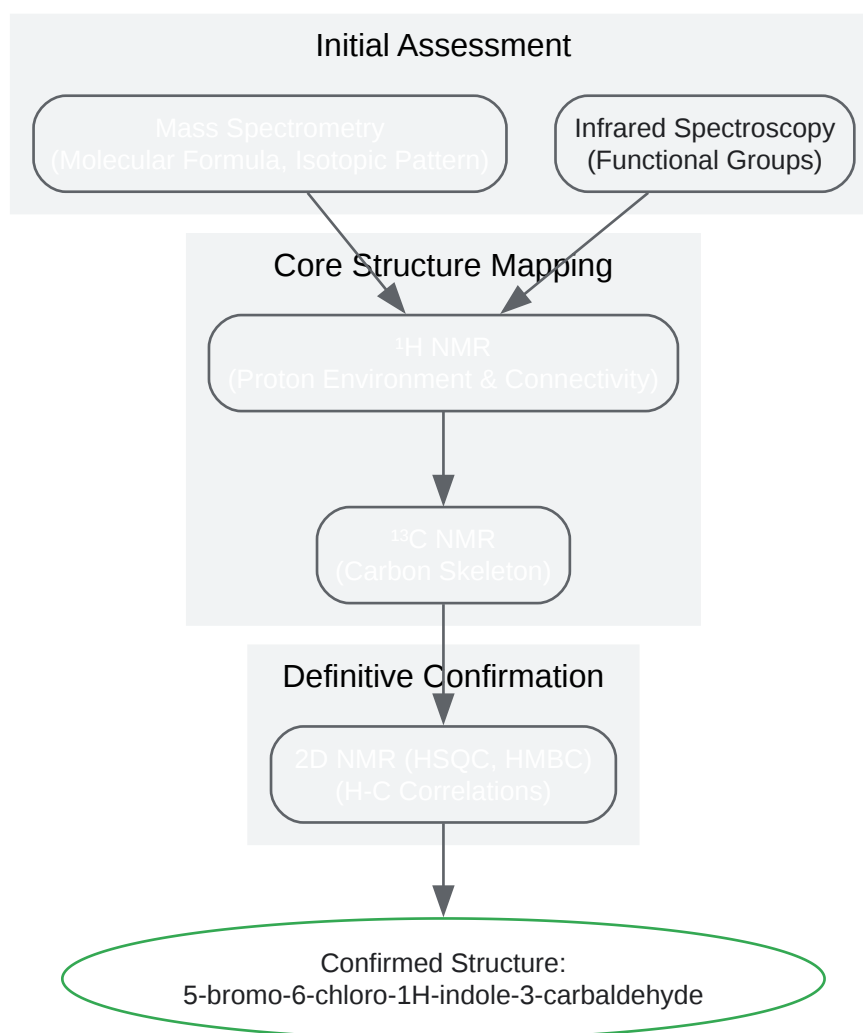 Initial Assessment
Mass Spectrometry
(Molecular Formula, Isotopic Pattern)
Infrared Spectroscopy
(Functional Groups)
Core Structure Mapping
¹H NMR
(Proton Environment & Connectivity)
¹³C NMR
(Carbon Skeleton)
Definitive Confirmation
2D NMR (HSQC, HMBC)
(H-C Correlations)
Confirmed Structure:
5-bromo-6-chloro-1H-indole-3-carbaldehyde